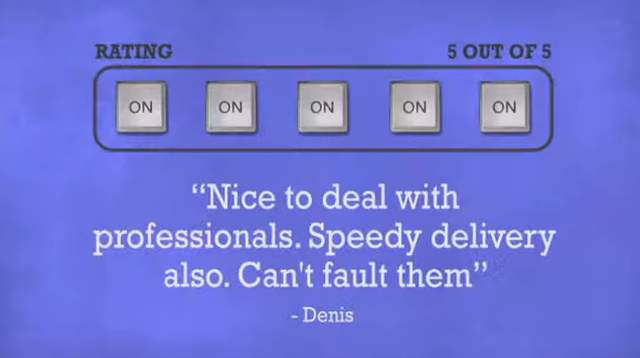 RATING 5 OUT OF 5
ON ON ON ON ON
“Nice to deal with
professionals. Speedy delivery
also. Can't fault them”
- Denis